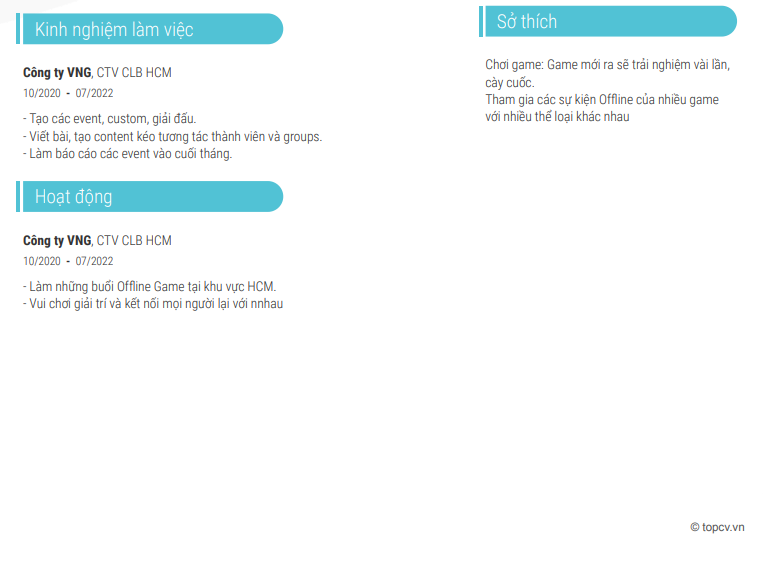 Kinh nghiệm làm việc
Công ty VNG, CTV CLB HCM
10/2020 - 07/2022
- Tạo các event, custom, giải đấu.
- Viết bài, tạo content kéo tương tác thành viên và groups.
- Làm báo cáo các event vào cuối tháng.
Hoạt động
Công ty VNG, CTV CLB HCM
10/2020 - 07/2022
- Làm những buổi Offline Game tại khu vực HCM.
- Vui chơi giải trí và kết nối mọi người lại với nnhau
Sở thích
Chơi game: Game mới ra sẽ trải nghiệm vài lần,
cày cuốc.
Tham gia các sự kiện Offline của nhiều game
với nhiều thể loại khác nhau
© topcv.vn